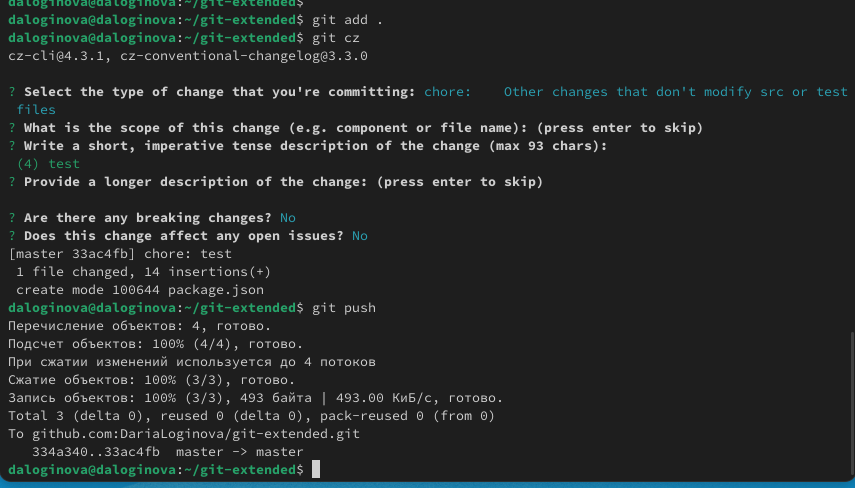 daloginova@daloginova:~/git-extended$
daloginova@daloginova:~/git-extended$ git add .
daloginova@daloginova:~/git-extended$ git cz
cz-cli@4.3.1, cz-conventional-changelog@3.3.0
? Select the type of change that you're committing: chore:    Other changes that don't modify src or test
 files
? What is the scope of this change (e.g. component or file name): (press enter to skip)
? Write a short, imperative tense description of the change (max 93 chars):
 (4) test
? Provide a longer description of the change: (press enter to skip)
? Are there any breaking changes? No
? Does this change affect any open issues? No
[master 33ac4fb] chore: test
 1 file changed, 14 insertions(+)
 create mode 100644 package.json
daloginova@daloginova:~/git-extended$ git push
Перечисление объектов: 4, готово.
Подсчет объектов: 100% (4/4), готово.
При сжатии изменений используется до 4 потоков
Сжатие объектов: 100% (3/3), готово.
Запись объектов: 100% (3/3), 493 байта | 493.00 КиБ/с, готово.
Total 3 (delta 0), reused 0 (delta 0), pack-reused 0 (from 0)
To github.com:DariaLoginova/git-extended.git
   334a340..33ac4fb  master -> master
daloginova@daloginova:~/git-extended$